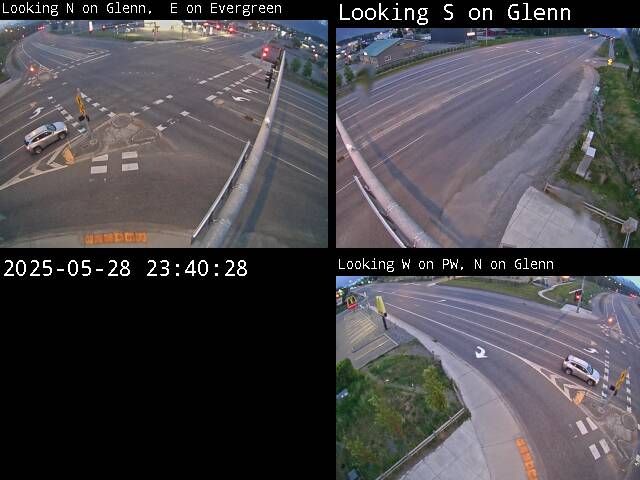 Looking N on Glenn,  E on Evergreen
Looking S on Glenn
2025-05-28 23:40:28
Looking W on PW, N on Glenn